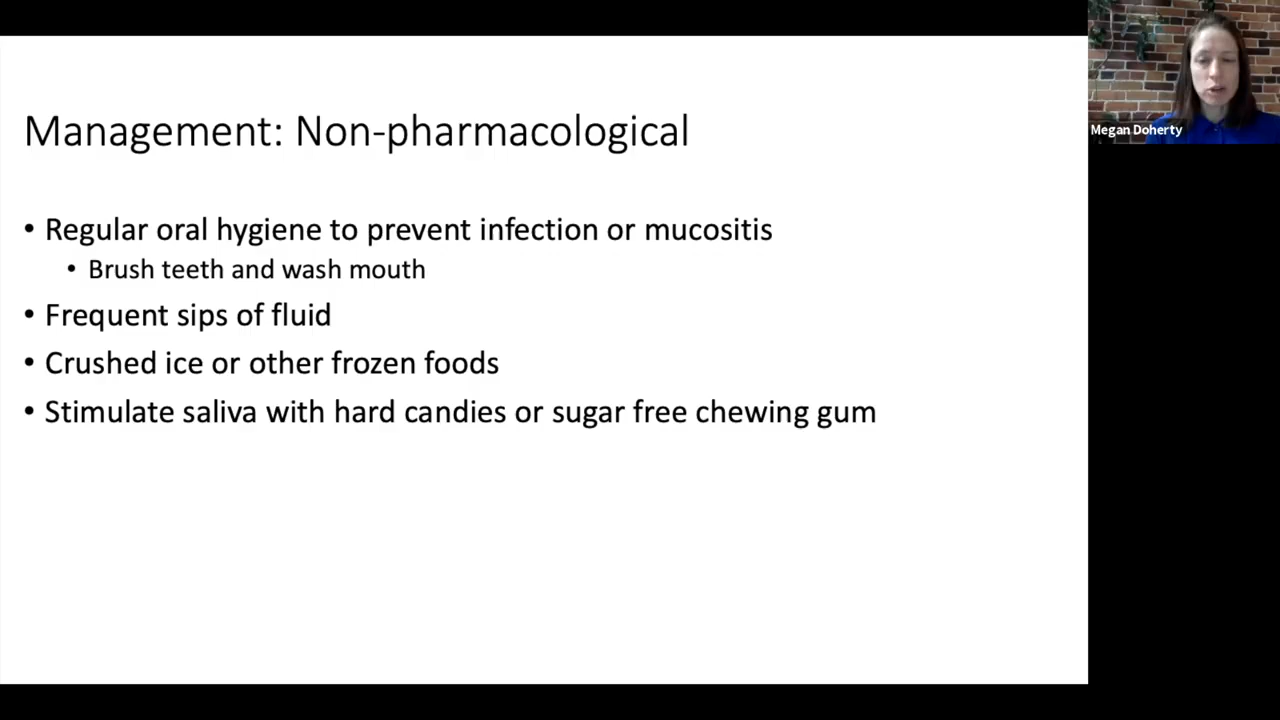 Management: Non-pharmacological
• Regular oral hygiene to prevent infection or mucositis
• Brush teeth and wash mouth
• Frequent sips of fluid
• Crushed ice or other frozen foods
• Stimulate saliva with hard candies or sugar free chewing gum
Megan Doherty